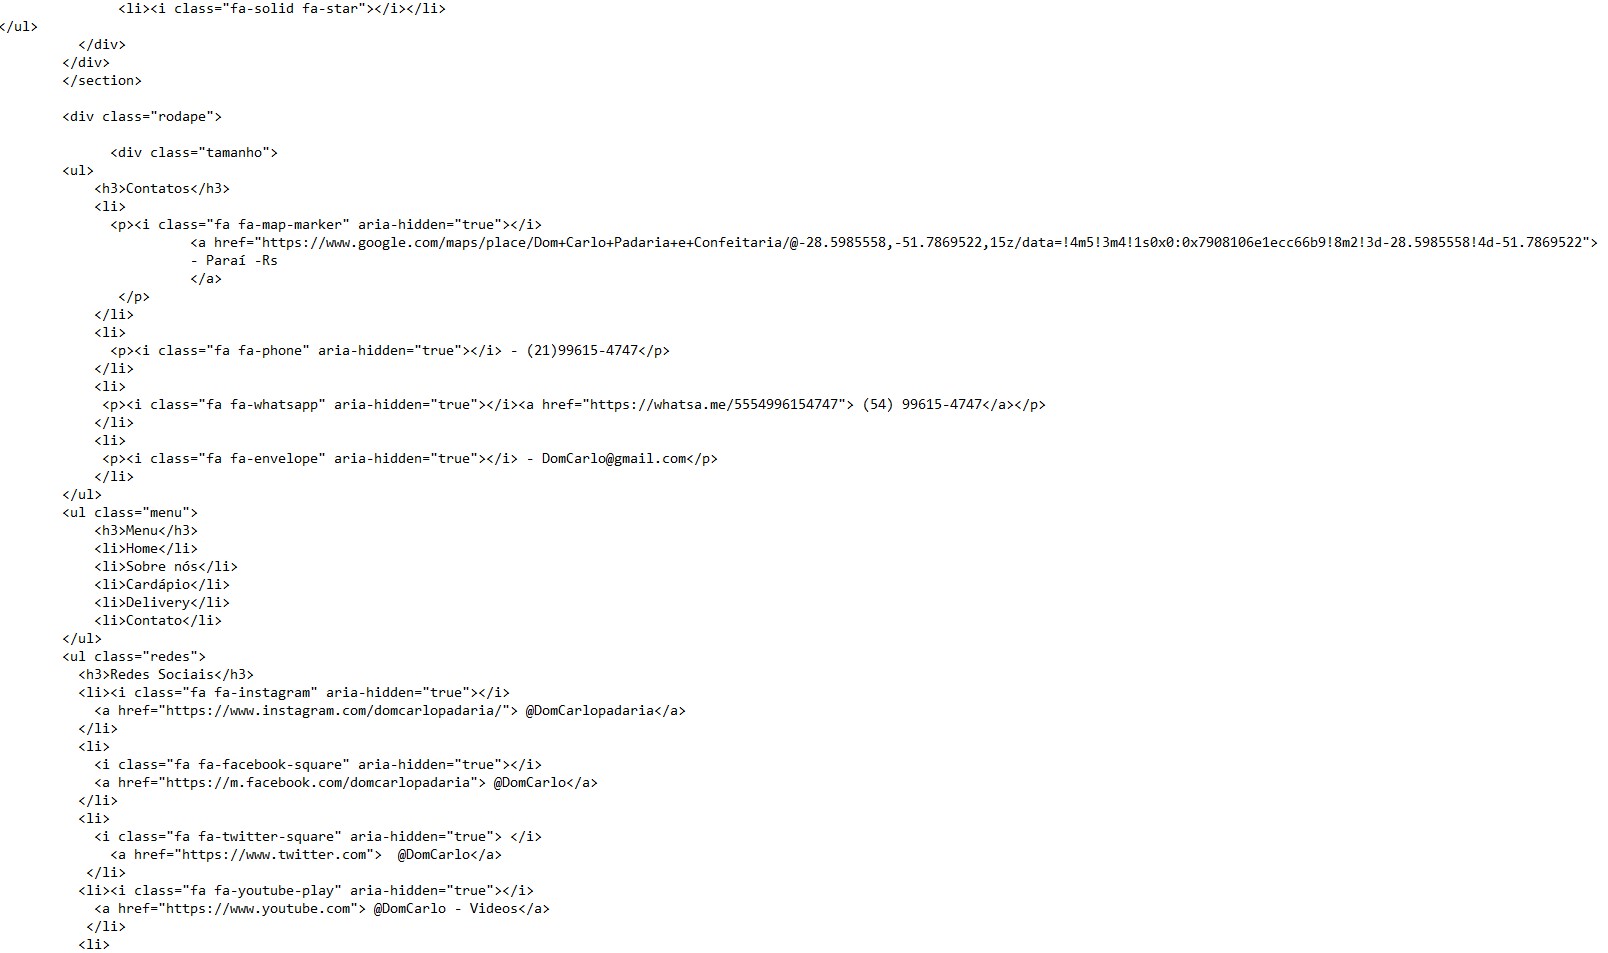 <li><i class="fa-solid fa-star"></i></li>
</ul>
</div>
</div>
</section>
<div class="rodape">
<div class="tamanho">
<ul>
<h3>Contatos</h3>
<li>
<p><i class="fa fa-map-marker" aria-hidden="true"></i>
<a href="https://www.google.com/maps/place/Dom+Carlo+Padaria+e+Confeitaria/@-28.5985558,-51.7869522,15z/data=!4m5!3m4!1s0x0:0x7908106e1ecc66b9!8m2!3d-28.5985558!4d-51.7869522">
- Paraí -Rs
</a>
</p>
</li>
<li>
<p><i class="fa fa-phone" aria-hidden="true"></i> - (21)99615-4747</p>
</li>
<li>
<p><i class="fa fa-whatsapp" aria-hidden="true"></i><a href="https://whatsa.me/5554996154747"> (54) 99615-4747</a></p>
</li>
<li>
<p><i class="fa fa-envelope" aria-hidden="true"></i> - DomCarlo@gmail.com</p>
</li>
</ul>
<ul class="menu">
<h3>Menu</h3>
<li>Home</li>
<li>Sobre nós</li>
<li>Cardápio</li>
<li>Delivery</li>
<li>Contato</li>
</ul>
<ul class="redes">
<h3>Redes Sociais</h3>
<li><i class="fa fa-instagram" aria-hidden="true"></i>
<a href="https://www.instagram.com/domcarlopadaria/"> @DomCarlopadaria</a>
</li>
<li>
<i class="fa fa-facebook-square" aria-hidden="true"></i>
<a href="https://m.facebook.com/domcarlopadaria"> @DomCarlo</a>
</li>
<li>
<i class="fa fa-twitter-square" aria-hidden="true"> </i>
<a href="https://www.twitter.com">  @DomCarlo</a>
</li>
<li><i class="fa fa-youtube-play" aria-hidden="true"></i>
<a href="https://www.youtube.com"> @DomCarlo - Videos</a>
</li>
<li>